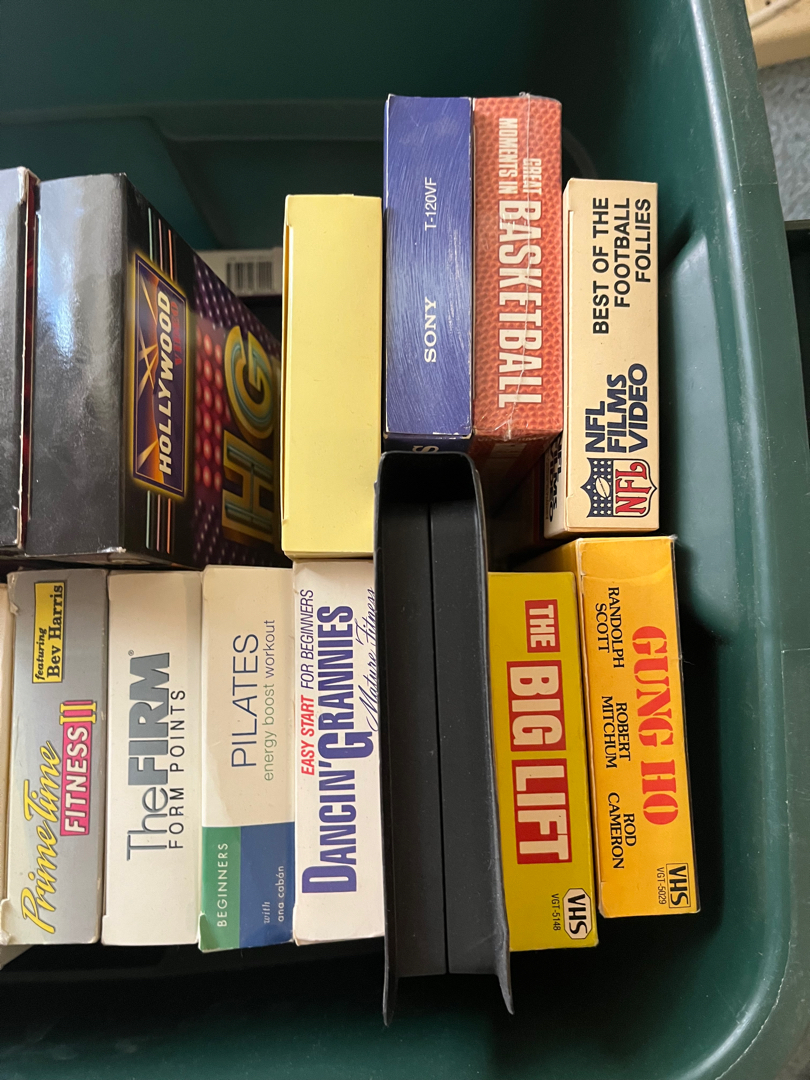 HOLLYWOOD
HG
SONY T-120VF
S
GREAT
MOMENTS IN
BASKETBALL
BEST OF THE
FOOTBALL
FOLLIES
NFL
FILMS
VIDEO
NFL
Prime Time
FITNESS II
featuring
Bev Harris
The FIRM®
FORM POINTS
PILATES
energy boost workout
BEGINNERS
with
ana cabán
EASY START FOR BEGINNERS
DANCIN' GRANNIES
Mature Fitness
THE BIG LIFT
VHS
VGT-5148
GUNG HO
RANDOLPH
SCOTT
ROBERT
MITCHUM
ROD
CAMERON
VHS
VGT-5029